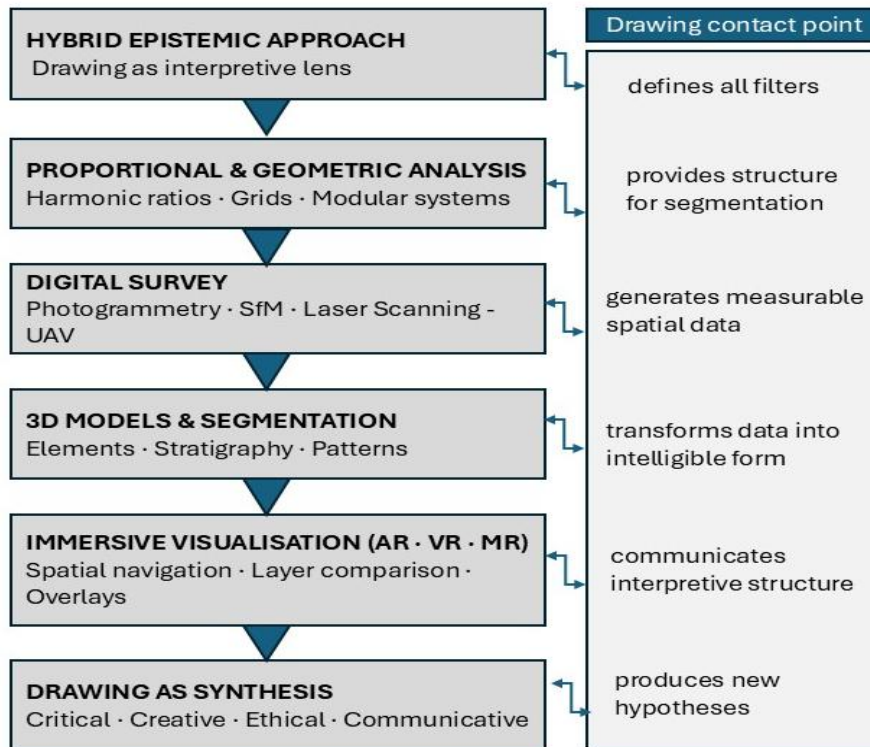 HYBRID EPISTEMIC APPROACH
Drawing as interpretive lens
PROPORTIONAL & GEOMETRIC ANALYSIS
Harmonic ratios · Grids · Modular systems
DIGITAL SURVEY
Photogrammetry · SfM · Laser Scanning -
UAV
3D MODELS & SEGMENTATION
Elements · Stratigraphy · Patterns
IMMERSIVE VISUALISATION (AR · VR · MR)
Spatial navigation · Layer comparison ·
Overlays
DRAWING AS SYNTHESIS
Critical · Creative · Ethical · Communicative
Drawing contact point
defines all filters
provides structure
for segmentation
generates measurable
spatial data
transforms data into
intelligible form
communicates
interpretive structure
produces new
hypotheses